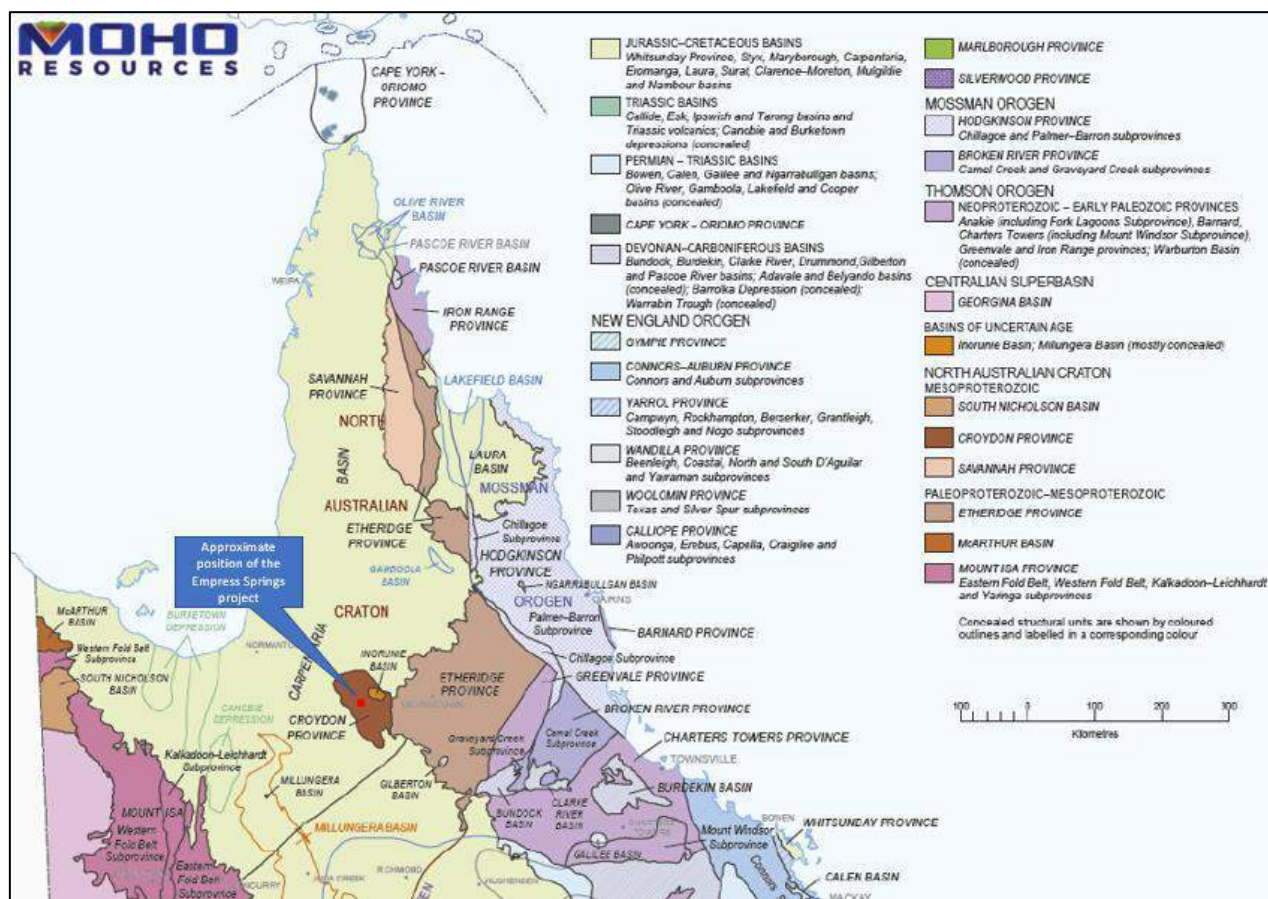 MOHO
RESOURCES
CAPE YORK -
ORIOMO
PROVINCE
OLIVE RIVER
BASIN
PASCOE RIVER BASIN
PASCOE RIVER BASIN
WEIPA
IRON RANGE
PROVINCE
SAVANNAH
PROVINCE
LAKEFIELD BASIN
NORTH
BASIN
LAURA
BASIN
MOSSMAN
AUSTRALIAN
ETHERIDGE
PROVINCE
Chillagoe
Subprovince
HODGKINSON
PROVINCE
Approximate
position of the
Empress Springs
project
GAMBOOLA
BASIN
NGARRABULLGAN BASIN
CAIRNS
OROGEN
CRATON
Palmer-Barron
Subprovince
BARNARD PROVINCE
McARTHUR
BASIN
BURKETOWN
DEPRESSION
NORMANTON
CARPENTARIA
Western Fold Belt
Subprovince
INORUNIE
BASIN
Chillagoe Subprovince
GREENVALE PROVINCE
ETHERIDGE
PROVINCE
SOUTH NICHOLSON
BASIN
CROYDON
PROVINCE
BROKEN RIVER PROVINCE
CANOBIE
DEPRESSION
Graveyard Creek
Subprovince
Camel Creek
Subprovince
CHARTERS TOWERS PROVINCE
TOWNSVILLE
Kalkadoon-Leichhardt
Subprovince
MILLUNGERA
BASIN
GILBERTON
BASIN
BURDEKIN BASIN
BUNDOCK
BASIN
CLARKE
RIVER
BASIN
CHARTERS
TOWERS
MOUNT ISA
Western
Fold Belt
Subprovince
MILLUNGERA BASIN
GALILEE BASIN
Mount Windsor
Subprovince
BOWEN
WHITSUNDAY PROVINCE
Eastern
Fold Belt
Subprovince
JULIA CREEK
RICHMOND
HUGHENDEN
Connors
CALEN BASIN
MACKAY
JURASSIC–CRETACEOUS BASINS
Whitsunday Province, Styx, Maryborough, Carpentaria,
Eromanga, Laura, Surat, Clarence–Moreton, Mulgildie
and Nambour basins
TRIASSIC BASINS
Callide, Esk, Ipswich and Tarong basins and
Triassic volcanics; Canobie and Burketown
depressions (concealed)
PERMIAN – TRIASSIC BASINS
Bowen, Calen, Galilee and Ngarrabullgan basins;
Olive River, Gamboola, Lakefield and Cooper
basins (concealed)
CAPE YORK - ORIOMO PROVINCE
DEVONIAN–CARBONIFEROUS BASINS
Bundock, Burdekin, Clarke River, Drummond,Gilberton
and Pascoe River basins; Adavale and Belyando basins
(concealed); Barrolka Depression (concealed);
Warrabin Trough (concealed)
NEW ENGLAND OROGEN
GYMPIE PROVINCE
CONNORS–AUBURN PROVINCE
Connors and Auburn subprovinces
YARROL PROVINCE
Campwyn, Rockhampton, Berserker, Grantleigh,
Stoodleigh and Nogo subprovinces
WANDILLA PROVINCE
Beenleigh, Coastal, North and South D'Aguilar
and Yarraman subprovinces
WOOLOMIN PROVINCE
Texas and Silver Spur subprovinces
CALLIOPE PROVINCE
Awoonga, Erebus, Capella, Craigilee and
Philpott subprovinces
MARLBOROUGH PROVINCE
SILVERWOOD PROVINCE
MOSSMAN OROGEN
HODGKINSON PROVINCE
Chillagoe and Palmer–Barron subprovinces
BROKEN RIVER PROVINCE
Camel Creek and Graveyard Creek subprovinces
THOMSON OROGEN
NEOPROTEROZOIC – EARLY PALEOZOIC PROVINCES
Anakie (including Fork Lagoons Subprovince), Barnard,
Charters Towers (including Mount Windsor Subprovince),
Greenvale and Iron Range provinces; Warburton Basin
(concealed)
CENTRALIAN SUPERBASIN
GEORGINA BASIN
BASINS OF UNCERTAIN AGE
Inorunie Basin; Millungera Basin (mostly concealed)
NORTH AUSTRALIAN CRATON
MESOPROTEROZOIC
SOUTH NICHOLSON BASIN
CROYDON PROVINCE
SAVANNAH PROVINCE
PALEOPROTEROZOIC–MESOPROTEROZOIC
ETHERIDGE PROVINCE
McARTHUR BASIN
MOUNT ISA PROVINCE
Eastern Fold Belt, Western Fold Belt, Kalkadoon–Leichhardt
and Yaringa subprovinces
Concealed structural units are shown by coloured
outlines and labelled in a corresponding colour
100 0 100 200 300
Kilometres